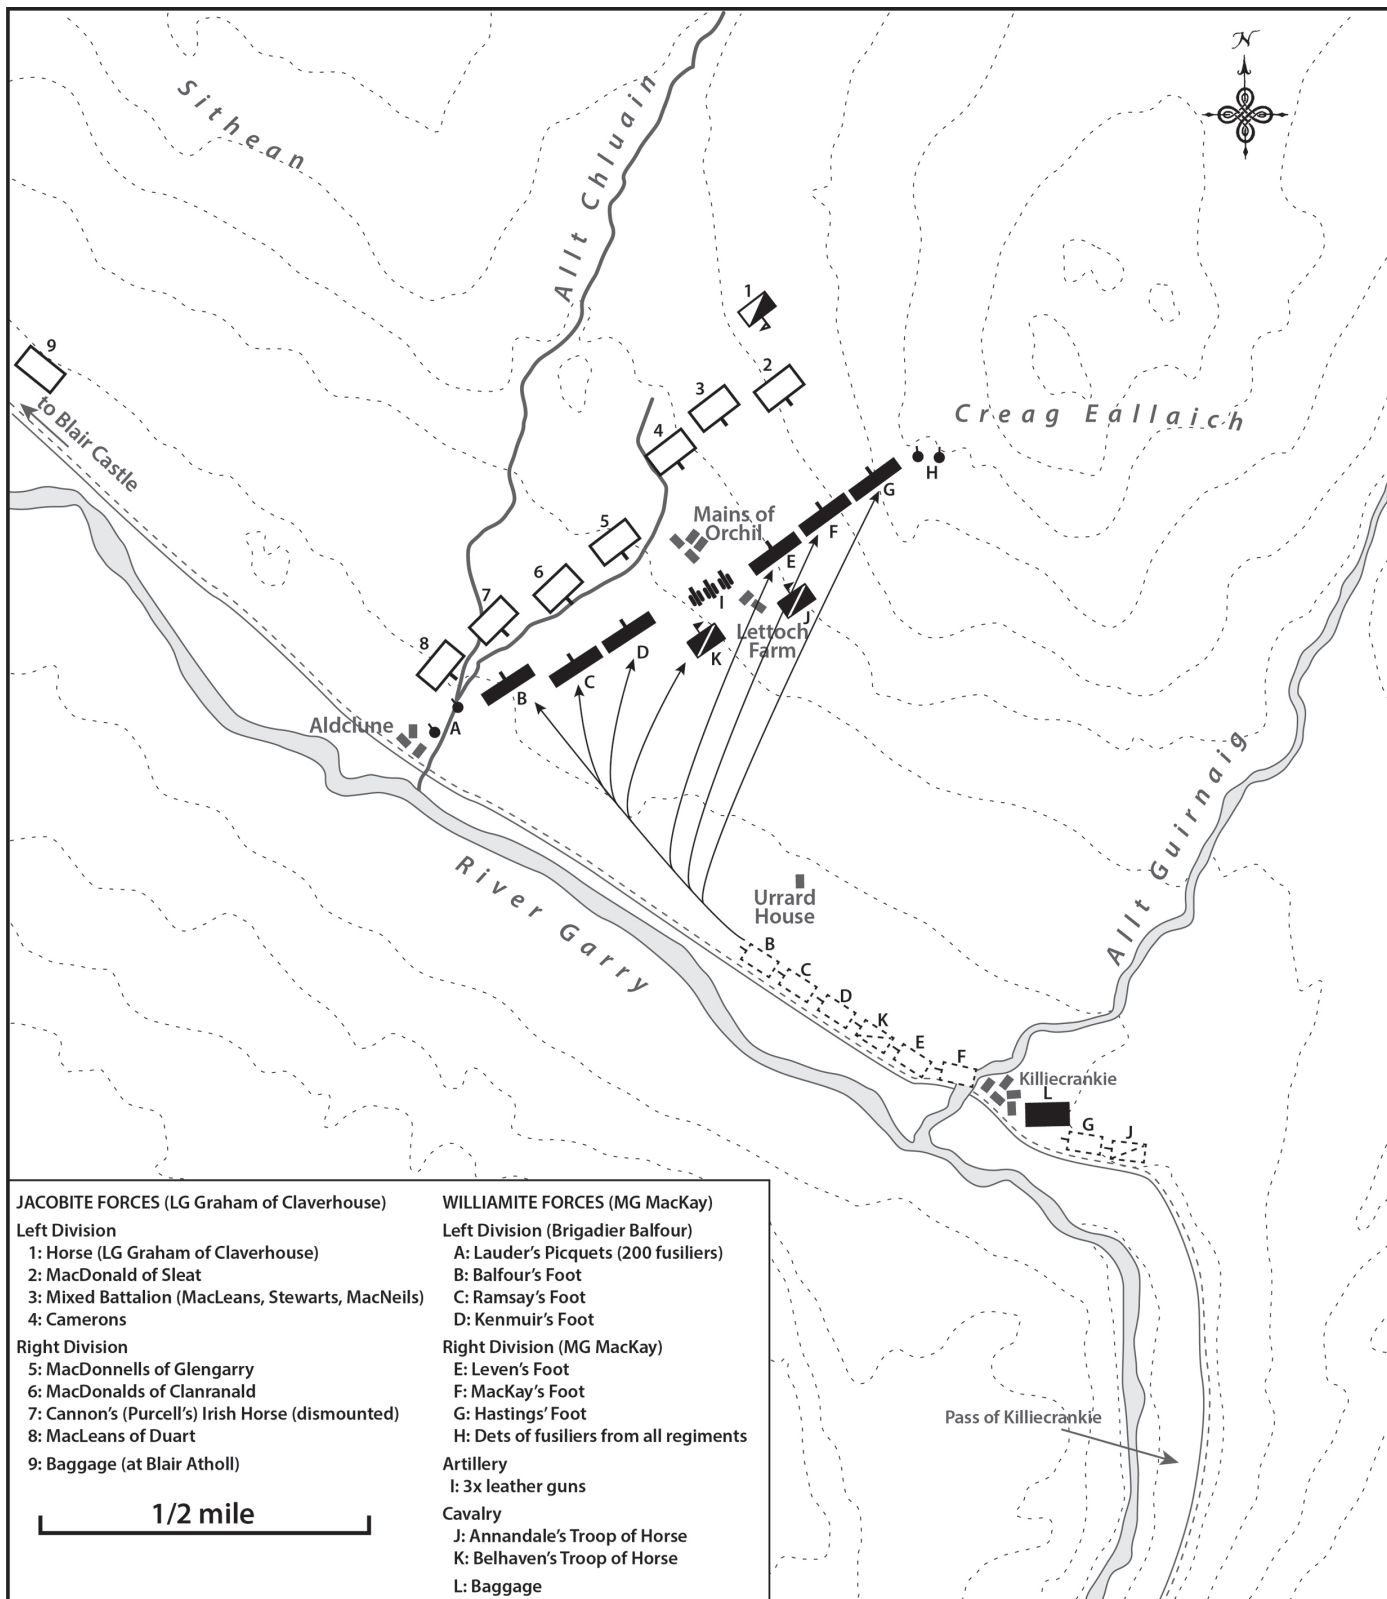 N
Sithean
Allt Chluain
1
9
2
3
to Blair Castle
4
Creag Eallaich
H
G
Mains of
Orchil
5
F
E
6
I
7
J
Lettoch
Farm
8
D
K
C
B
A
Aldclune
Allt Guirnaig
River Garry
Urrard
House
B
C
D
K
E
F
Killiecrankie
L
G
J
Pass of Killiecrankie
JACOBITE FORCES (LG Graham of Claverhouse)
Left Division
1: Horse (LG Graham of Claverhouse)
2: MacDonald of Sleat
3: Mixed Battalion (MacLeans, Stewarts, MacNeils)
4: Camerons
Right Division
5: MacDonnells of Glengarry
6: MacDonalds of Clanranald
7: Cannon's (Purcell's) Irish Horse (dismounted)
8: MacLeans of Duart
9: Baggage (at Blair Atholl)
1/2 mile
WILLIAMITE FORCES (MG MacKay)
Left Division (Brigadier Balfour)
A: Lauder's Picquets (200 fusiliers)
B: Balfour's Foot
C: Ramsay's Foot
D: Kenmuir's Foot
Right Division (MG MacKay)
E: Leven's Foot
F: MacKay's Foot
G: Hastings' Foot
H: Dets of fusiliers from all regiments
Artillery
I: 3x leather guns
Cavalry
J: Annandale's Troop of Horse
K: Belhaven's Troop of Horse
L: Baggage